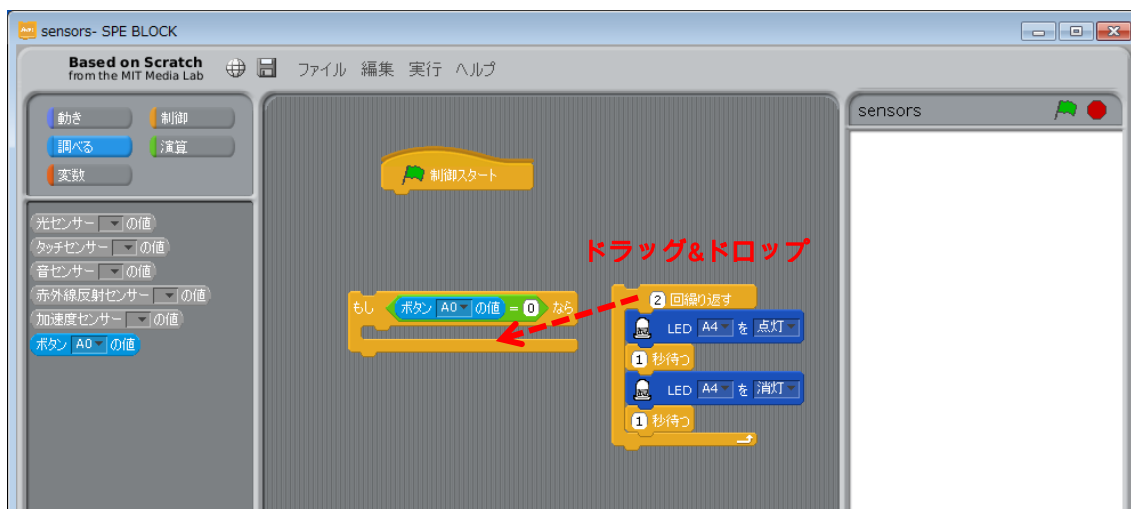 sensors- SPE BLOCK
Based on Scratch
from the MIT Media Lab
ファイル 編集 実行 ヘルプ
動き 制御
調べる 演算
変数
光センサー の値
タッチセンサー の値
音センサー の値
赤外線反射センサー の値
加速度センサー の値
ボタン A0 の値
制御スタート
ドラッグ&ドロップ
もし ボタン A0 の値 = 0 なら
2 回繰り返す
LED A4 を 点灯
1 秒待つ
LED A4 を 消灯
1 秒待つ
sensors